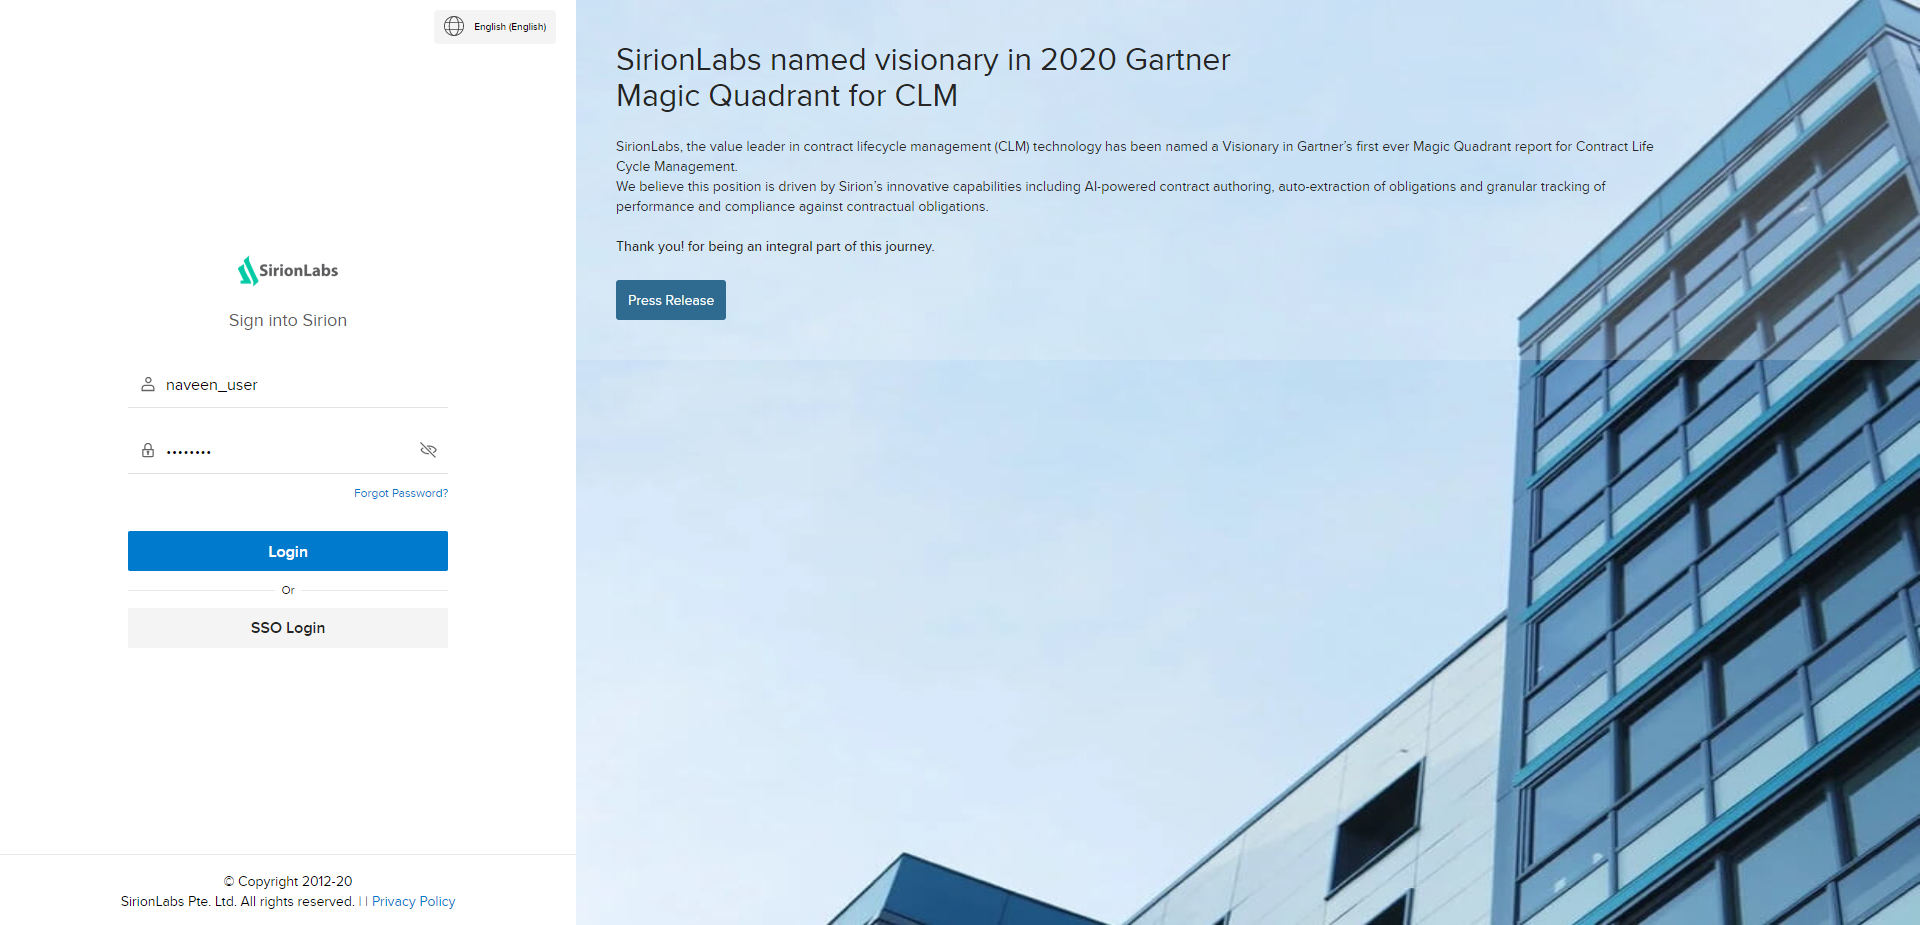 English (English)
SirionLabs
Sign into Sirion
naveen_user
••••••••
Forgot Password?
Login
Or
SSO Login
© Copyright 2012-20
SirionLabs Pte. Ltd. All rights reserved. | | Privacy Policy
SirionLabs named visionary in 2020 Gartner
Magic Quadrant for CLM
SirionLabs, the value leader in contract lifecycle management (CLM) technology has been named a Visionary in Gartner’s first ever Magic Quadrant report for Contract Life
Cycle Management.
We believe this position is driven by Sirion’s innovative capabilities including AI-powered contract authoring, auto-extraction of obligations and granular tracking of
performance and compliance against contractual obligations.
Thank you! for being an integral part of this journey.
Press Release